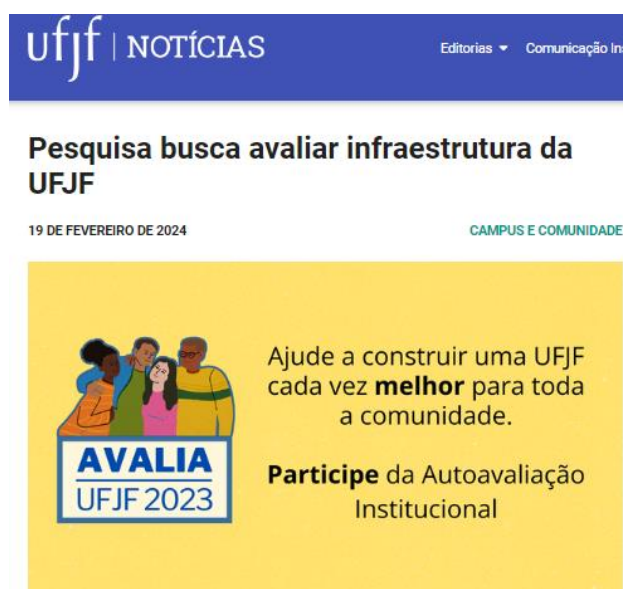 ufjf | NOTÍCIAS
Editorias
Comunicação Ins
Pesquisa busca avaliar infraestrutura da
UFJF
19 DE FEVEREIRO DE 2024
CAMPUS E COMUNIDADE
AVALIA
UFJF 2023
Ajude a construir uma UFJF
cada vez melhor para toda
a comunidade.
Participe da Autoavaliação
Institucional